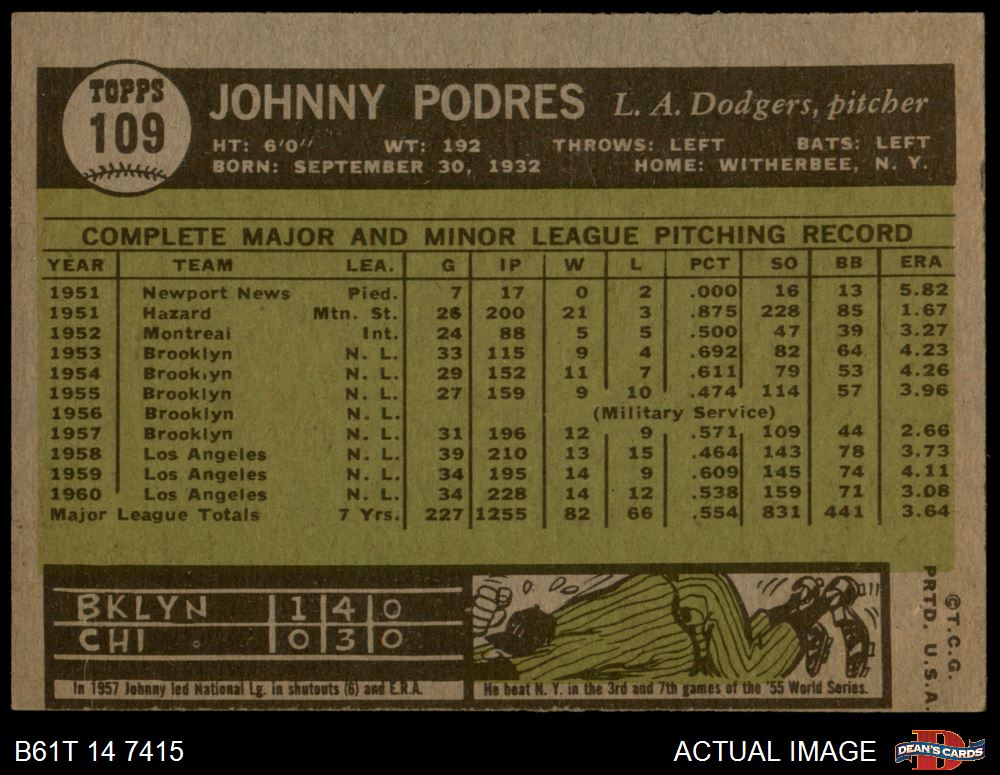 TOPPS
109
JOHNNY PODRES L. A. Dodgers, pitcher
HT: 6'0" WT: 192 THROWS: LEFT BATS: LEFT
BORN: SEPTEMBER 30, 1932 HOME: WITHERBEE, N. Y.
COMPLETE MAJOR AND MINOR LEAGUE PITCHING RECORD
YEAR TEAM LEA. G IP W L PCT SO BB ERA
1951 Newport News Pied. 7 17 0 2 .000 16 13 5.82
1951 Hazard Mtn. St. 26 200 21 3 .875 228 85 1.67
1952 Montreal Int. 24 88 5 5 .500 47 39 3.27
1953 Brooklyn N. L. 33 115 9 4 .692 82 64 4.23
1954 Brooklyn N. L. 29 152 11 7 .611 79 53 4.26
1955 Brooklyn N. L. 27 159 9 10 .474 114 57 3.96
1956 Brooklyn N. L. (Military Service)
1957 Brooklyn N. L. 31 196 12 9 .571 109 44 2.66
1958 Los Angeles N. L. 39 210 13 15 .464 143 78 3.73
1959 Los Angeles N. L. 34 195 14 9 .609 145 74 4.11
1960 Los Angeles N. L. 34 228 14 12 .538 159 71 3.08
Major League Totals 7 Yrs. 227 1255 82 66 .554 831 441 3.64
BKLYN 1 4 0
CHI 0 3 0
In 1957 Johnny led National Lg. in shutouts (6) and E.R.A.
He beat N. Y. in the 3rd and 7th games of the '55 World Series.
©T.C.G.
PRTD. U.S.A.
B61T 14 7415
ACTUAL IMAGE
DEAN'S CARDS